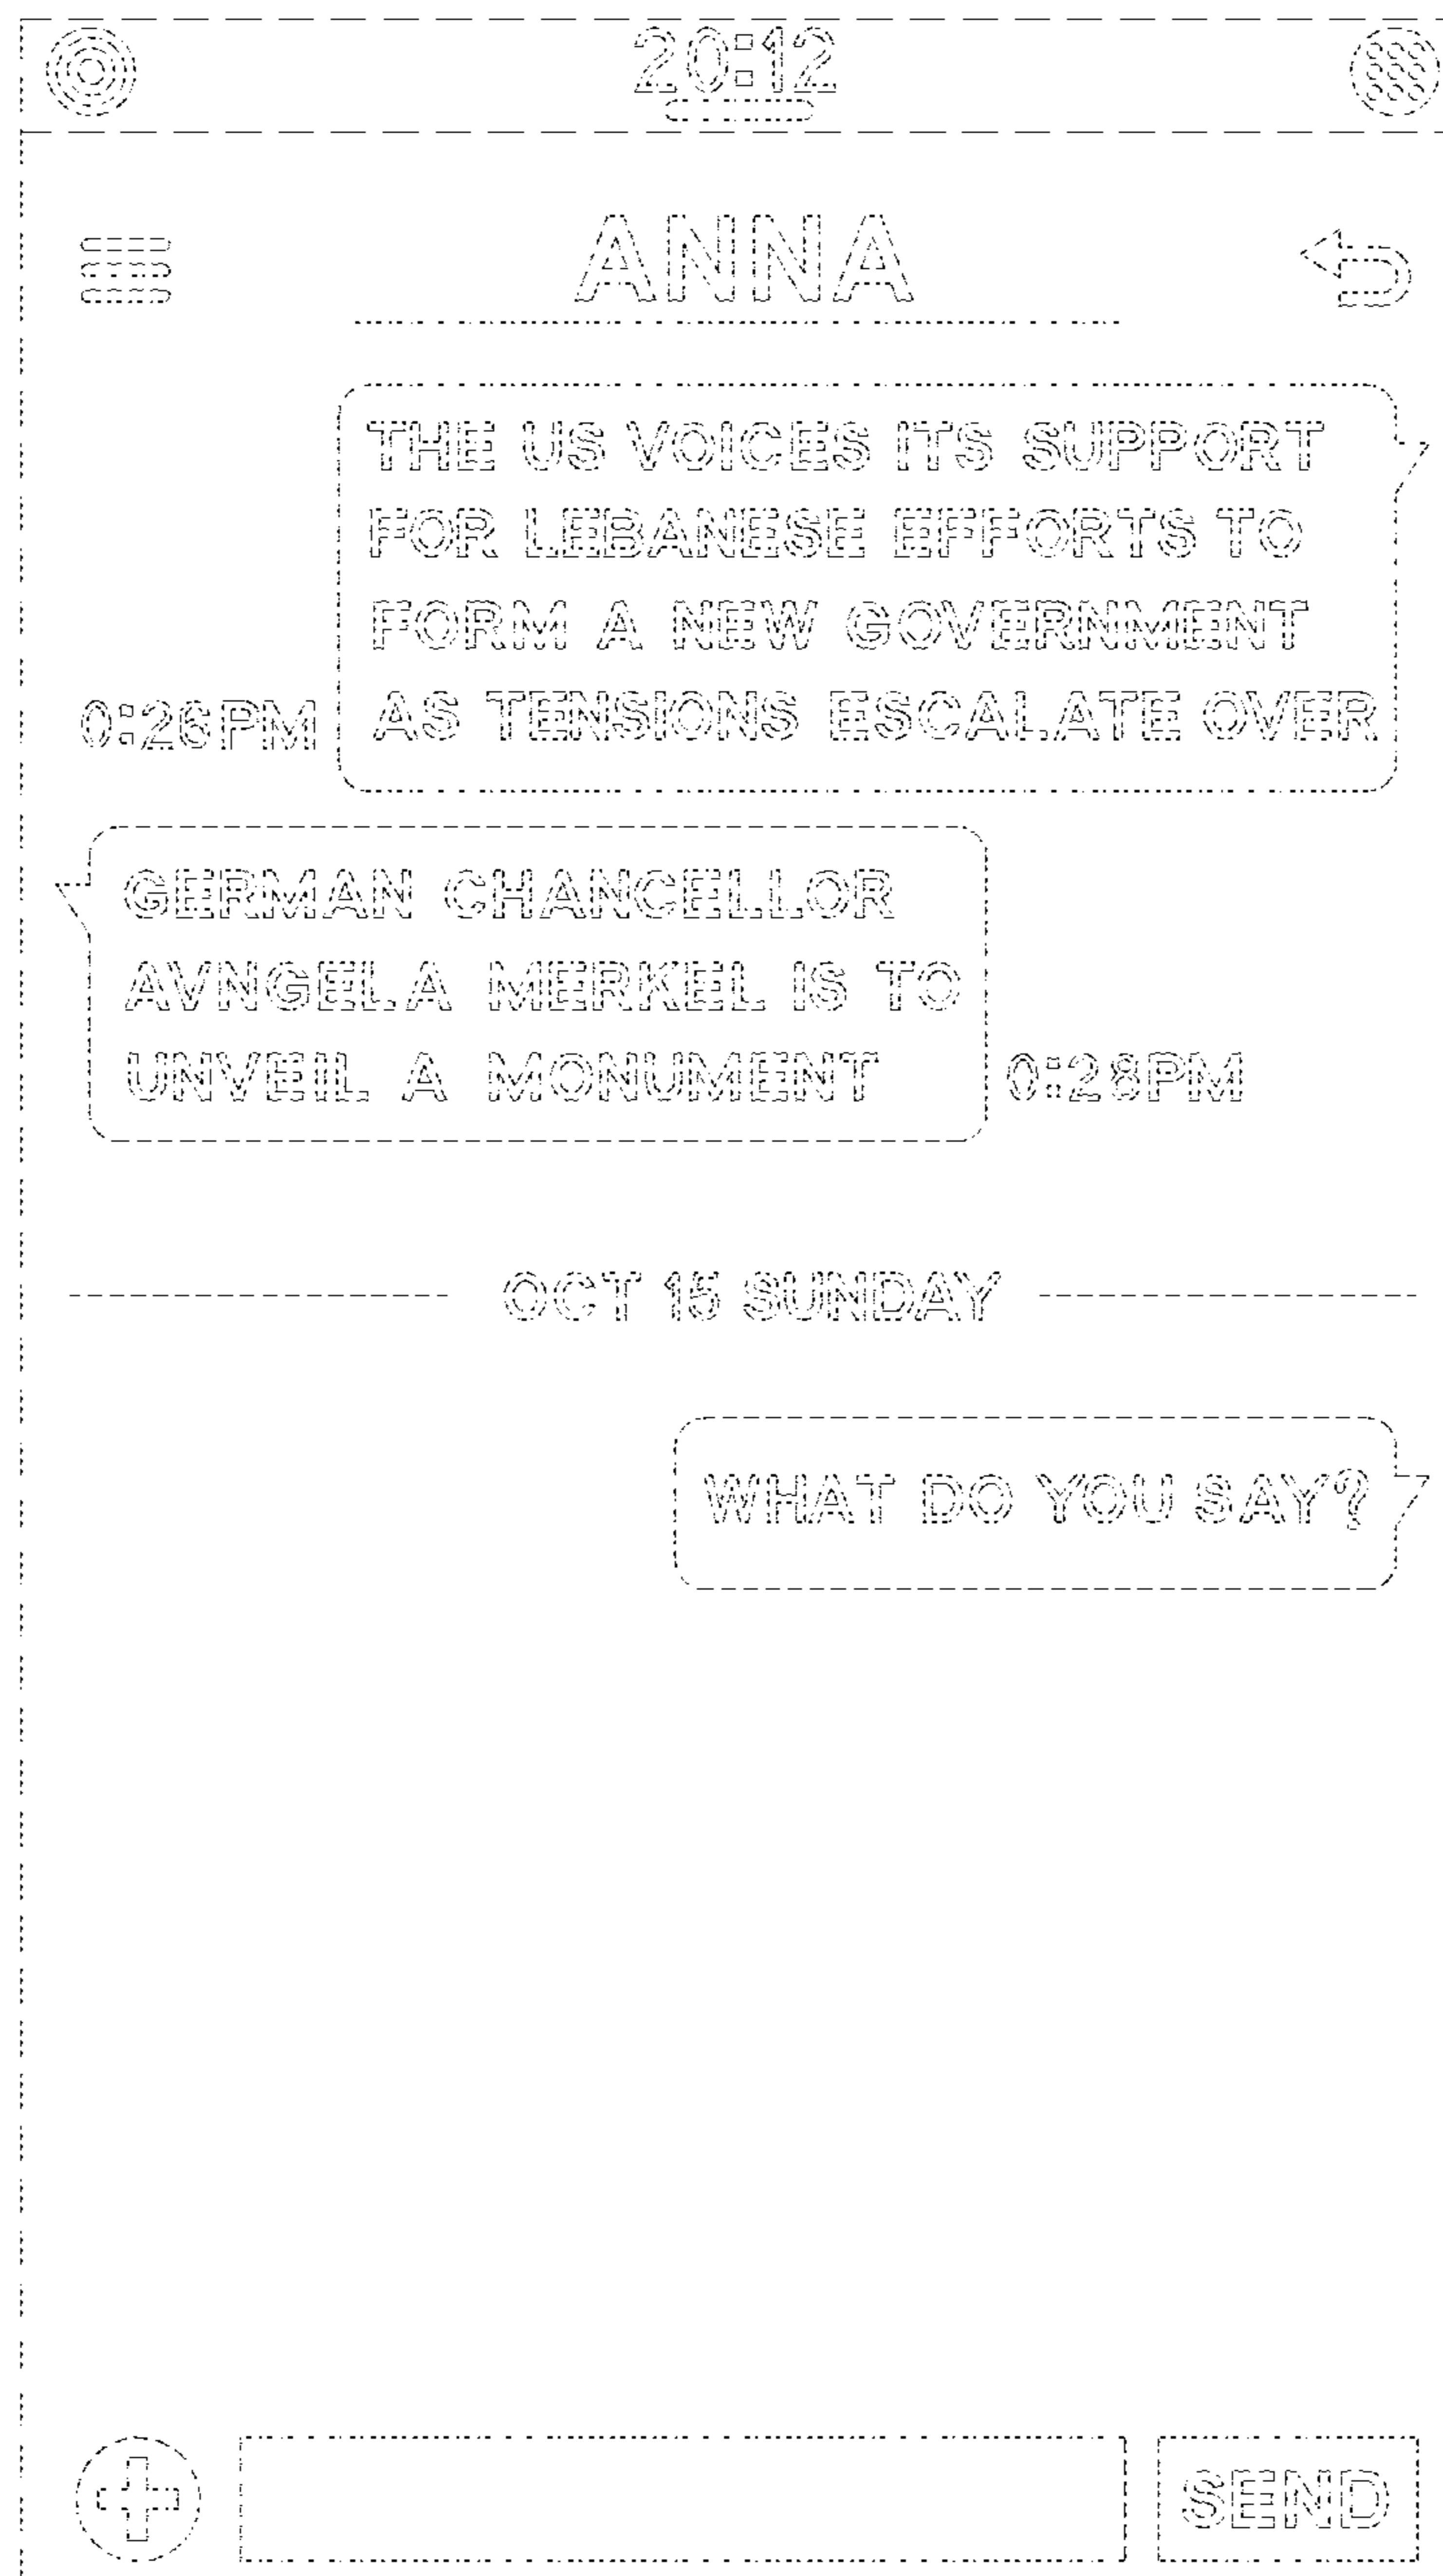 20:12
ANNA
THE US VOICES ITS SUPPORT
FOR LEBANESE EFFORTS TO
FORM A NEW GOVERNMENT
AS TENSIONS ESCALATE OVER
0:26PM
GERMAN CHANCELLOR
AVNGELA MERKEL IS TO
UNVEIL A MONUMENT
0:28PM
OCT 15 SUNDAY
WHAT DO YOU SAY?
SEND